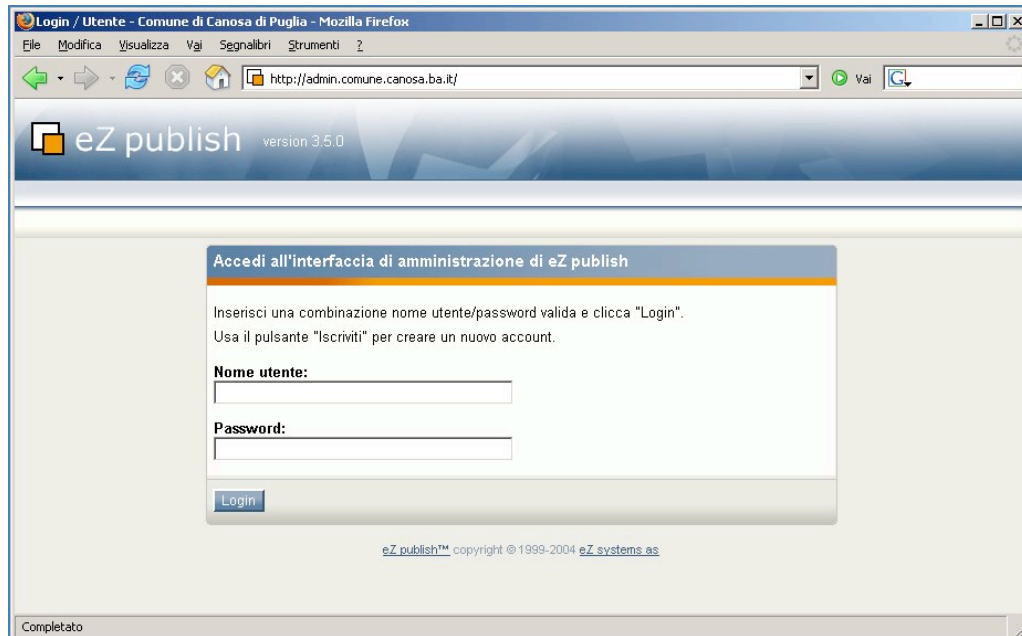 Login / Utente - Comune di Canosa di Puglia - Mozilla Firefox
File Modifica Visualizza Vai Segnalibri Strumenti ?
http://admin.comune.canosa.ba.it/ Vai G
eZ publish version 3.5.0
Accedi all'interfaccia di amministrazione di eZ publish
Inserisci una combinazione nome utente/password valida e clicca "Login".
Usa il pulsante "Iscriviti" per creare un nuovo account.
Nome utente:
Password:
Login
eZ publish™ copyright © 1999-2004 eZ systems as
Completato